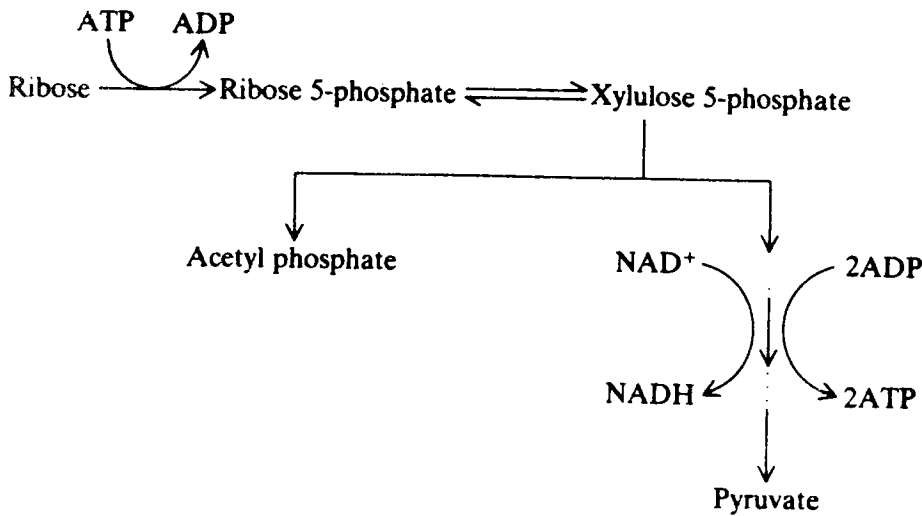 ATP ADP
Ribose Ribose 5-phosphate Xylulose 5-phosphate
Acetyl phosphate
NAD⁺ 2ADP
NADH 2ATP
Pyruvate